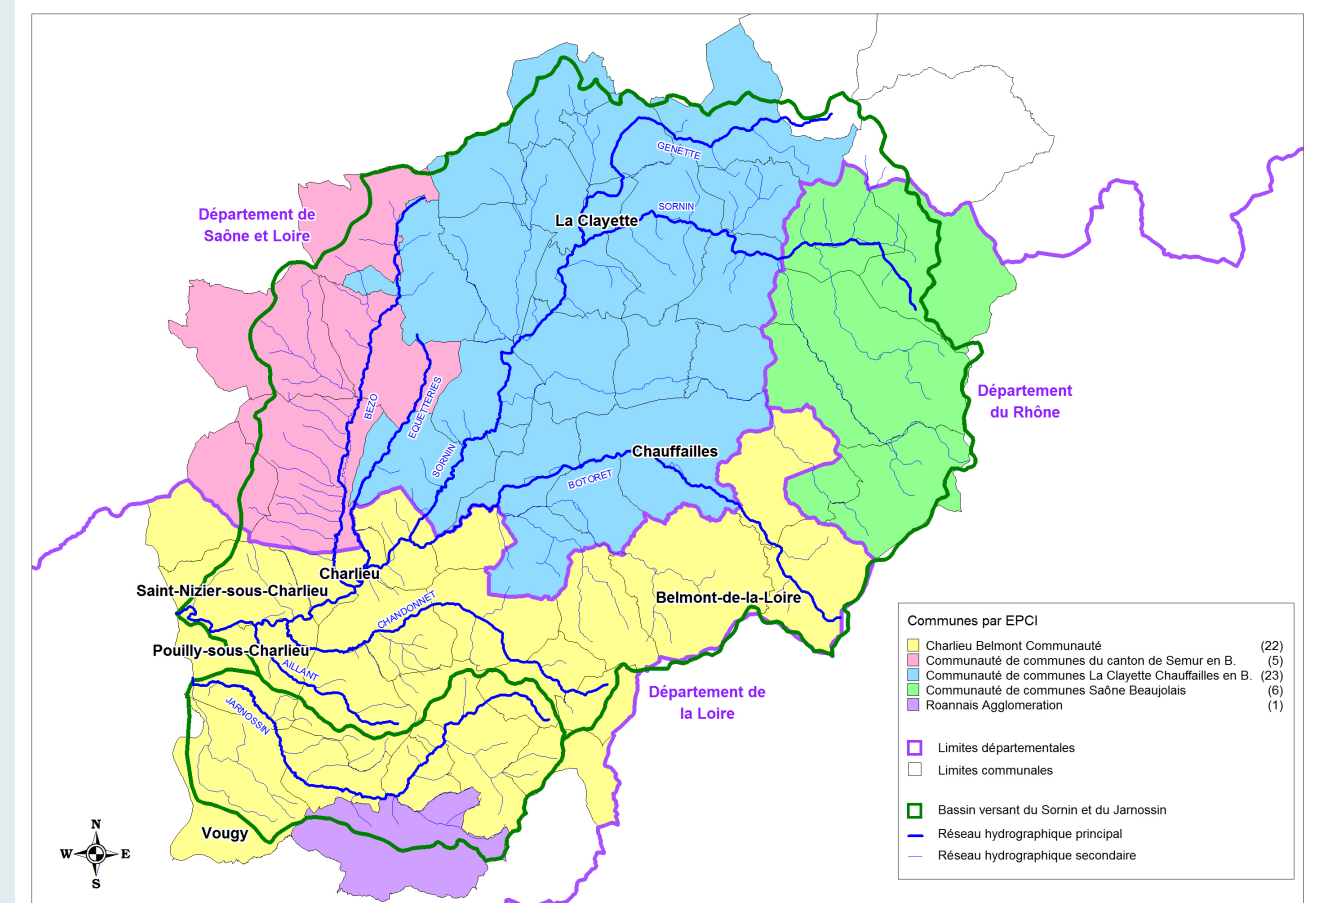 GENETTE
Département de
Saône et Loire
SORNIN
La Clayette
Département
du Rhône
BEZO
EQUETTERIES
SORNIN
Chauffailles
BOTORET
Charlieu
Saint-Nizier-sous-Charlieu
CHANDONNET
Belmont-de-la-Loire
Pouilly-sous-Charlieu
AILLANT
JARNOSSIN
Département de
la Loire
Vougy
N
W E
S
Communes par EPCI
Charlieu Belmont Communauté (22)
Communauté de communes du canton de Semur en B. (5)
Communauté de communes La Clayette Chauffailles en B. (23)
Communauté de communes Saône Beaujolais (6)
Roannais Agglomeration (1)
Limites départementales
Limites communales
Bassin versant du Sornin et du Jarnossin
Réseau hydrographique principal
Réseau hydrographique secondaire